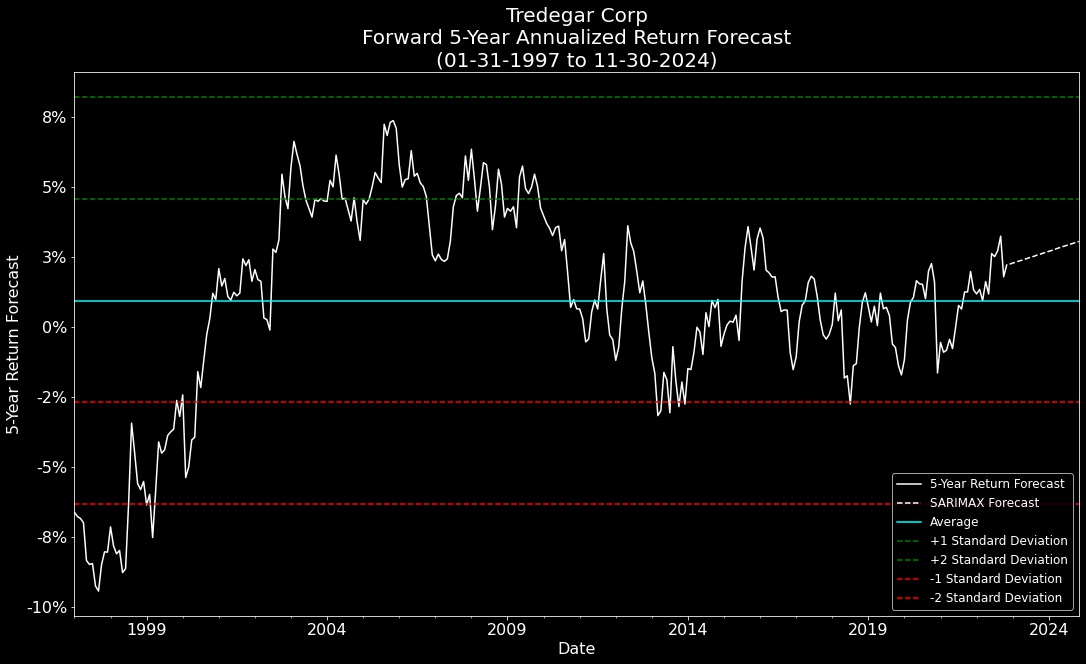 Tredegar Corp
Forward 5-Year Annualized Return Forecast
(01-31-1997 to 11-30-2024)
5-Year Return Forecast
8%
5%
3%
0%
-2%
-5%
-8%
-10%
1999
2004
2009
2014
2019
2024
Date
5-Year Return Forecast
SARIMAX Forecast
Average
+1 Standard Deviation
+2 Standard Deviation
-1 Standard Deviation
-2 Standard Deviation